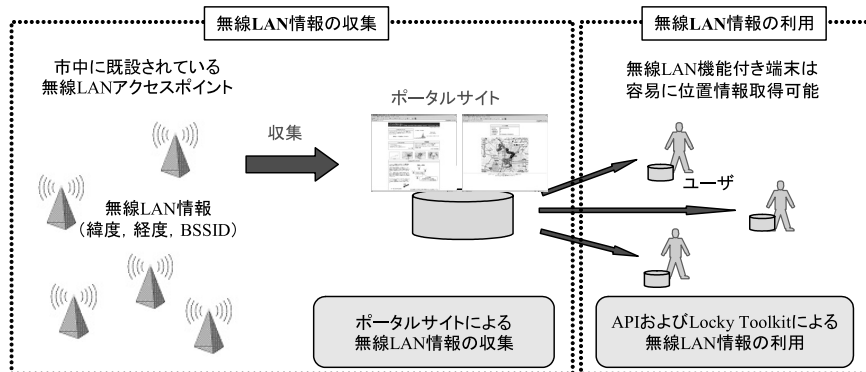 無線LAN情報の収集
無線LAN情報の利用
市中に既設されている
無線LANアクセスポイント
収集
ポータルサイト
無線LAN機能付き端末は
容易に位置情報取得可能
ユーザ
無線LAN情報
（緯度，経度，BSSID）
ポータルサイトによる
無線LAN情報の収集
APIおよびLocky Toolkitによる
無線LAN情報の利用